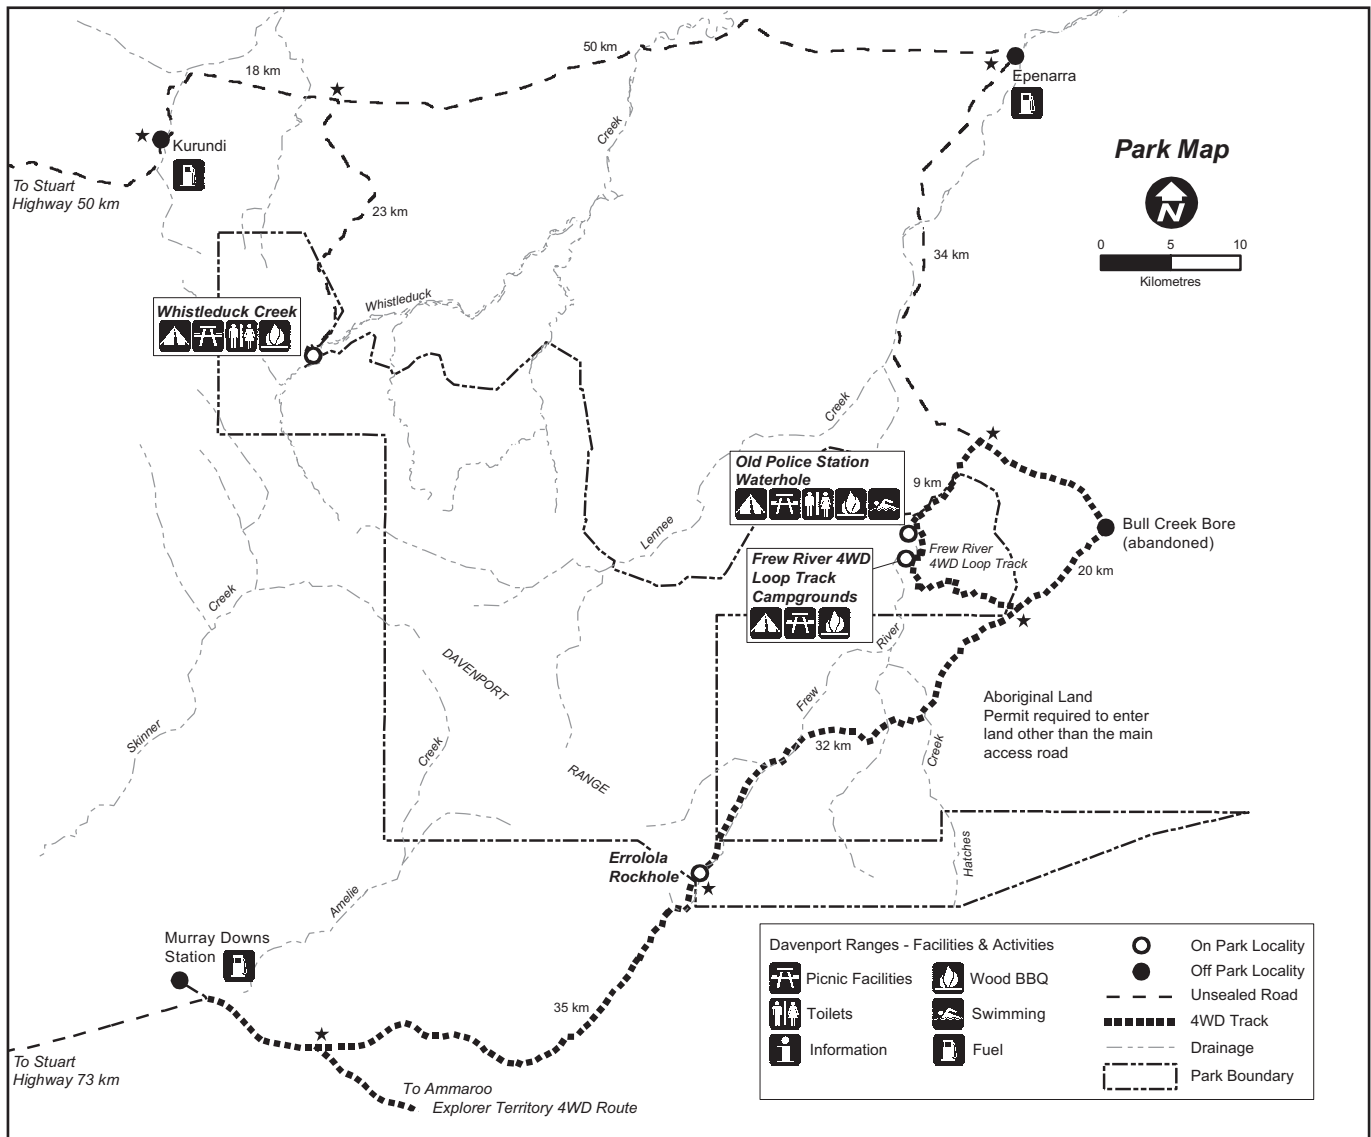 50 km
18 km
Epenarra
Creek
Kurundi
Park Map
To Stuart
Highway 50 km
N
23 km
0 5 10
Kilometres
34 km
Whistleduck
Whistleduck Creek
Creek
Old Police Station
Waterhole
9 km
Bull Creek Bore
(abandoned)
Lennee
Frew River
4WD Loop Track
Frew River 4WD
Loop Track
Campgrounds
20 km
Creek
River
DAVENPORT
Frew
Aboriginal Land
Permit required to enter
land other than the main
access road
Skinner
Creek
32 km
Creek
RANGE
Errolola
Rockhole
Hatches
Amelie
Murray Downs
Station
35 km
To Stuart
Highway 73 km
To Ammaroo
Explorer Territory 4WD Route
Davenport Ranges - Facilities & Activities
Picnic Facilities
Wood BBQ
Toilets
Swimming
Information
Fuel
On Park Locality
Off Park Locality
Unsealed Road
4WD Track
Drainage
Park Boundary